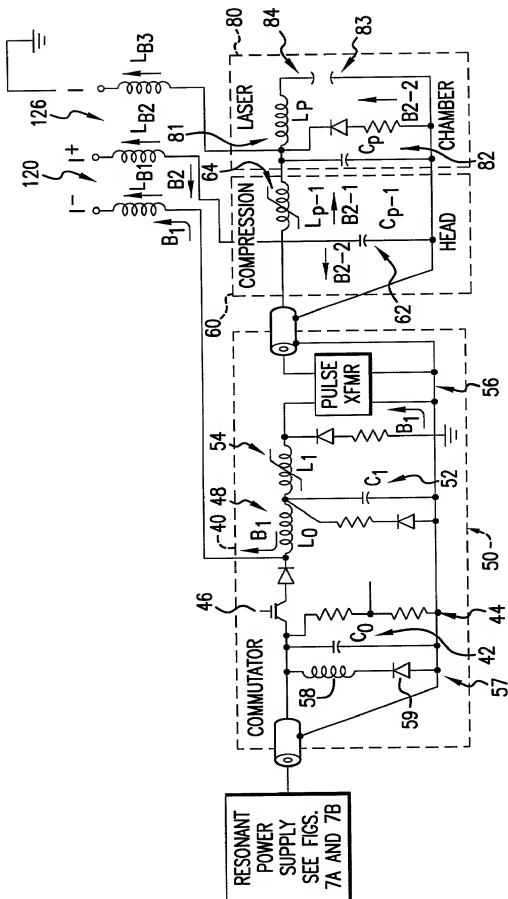 RESONANT
POWER
SUPPLY
SEE FIGS.
7A AND 7B
COMMUTATOR
46
40
48
54
B1
L0
L1
C0
C1
42
44
58
59
57
50
52
56
PULSE
XFMR
B1
60
COMPRESSION
HEAD
62
64
Lp-1
B2-1
B2-2
Cp-1
80
LASER
CHAMBER
81
82
83
84
LP
Cp
B2-2
120
126
I-
I+
I
LB1
LB2
LB3
B1
B2